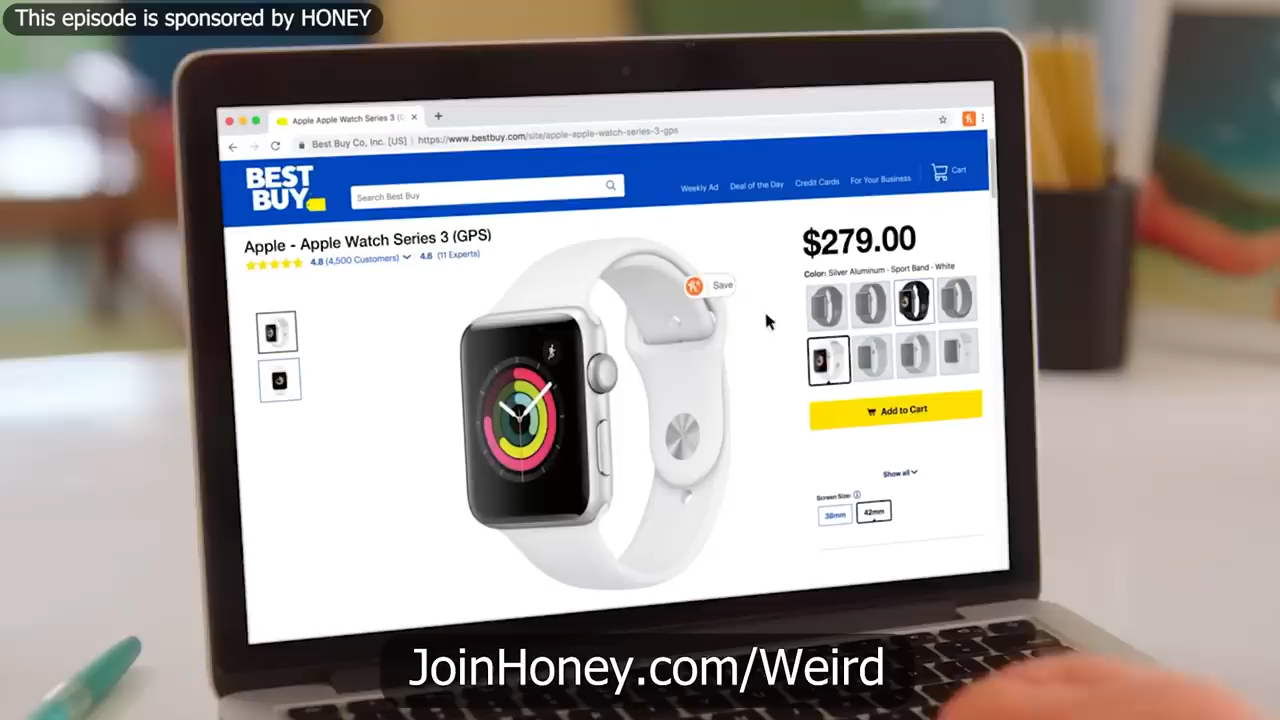 This episode is sponsored by HONEY
Apple Apple Watch Series 3 (
Best Buy Co, Inc. [US] | https://www.bestbuy.com/site/apple-apple-watch-series-3-gps
BEST
BUY
Search Best Buy
Weekly Ad
Deal of the Day
Credit Cards
For Your Business
Cart
Apple - Apple Watch Series 3 (GPS)
4.8 (4,500 Customers)
4.6 (11 Experts)
Save
$279.00
Color: Silver Aluminum - Sport Band - White
Add to Cart
Show all
Screen Size:
38mm
42mm
JoinHoney.com/Weird